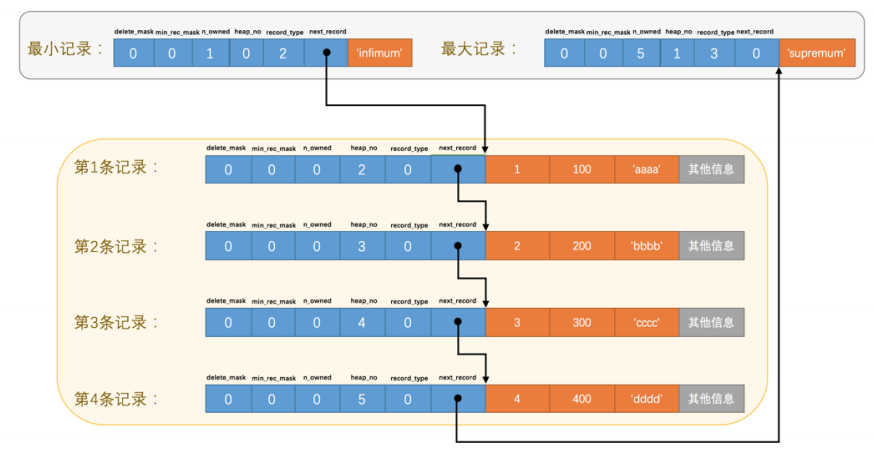 delete_mask min_rec_mask n_owned heap_no record_type next_record
最小记录： 0 0 1 0 2 'infimum'
delete_mask min_rec_mask n_owned heap_no record_type next_record
最大记录： 0 0 5 1 3 0 'supremum'
delete_mask min_rec_mask n_owned heap_no record_type next_record
第1条记录： 0 0 0 2 0 1 100 'aaaa' 其他信息
delete_mask min_rec_mask n_owned heap_no record_type next_record
第2条记录： 0 0 0 3 0 2 200 'bbbb' 其他信息
delete_mask min_rec_mask n_owned heap_no record_type next_record
第3条记录： 0 0 0 4 0 3 300 'cccc' 其他信息
delete_mask min_rec_mask n_owned heap_no record_type next_record
第4条记录： 0 0 0 5 0 4 400 'dddd' 其他信息